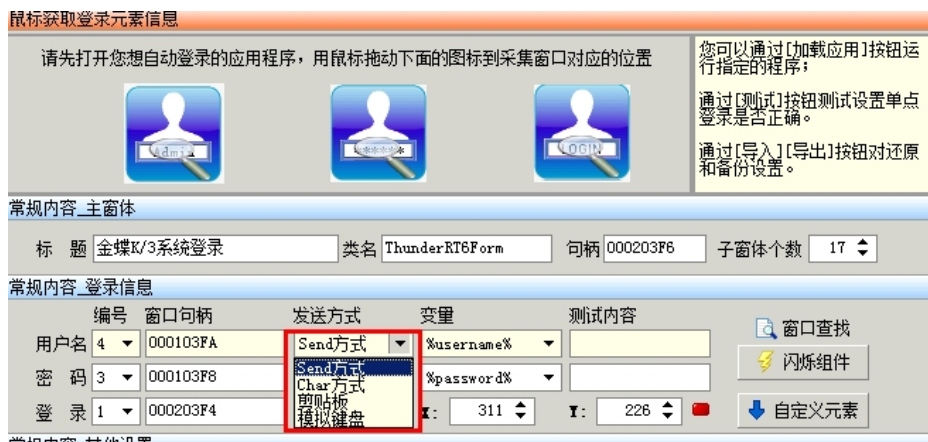 鼠标获取登录元素信息
请先打开您想自动登录的应用程序，用鼠标拖动下面的图标到采集窗口对应的位置
您可以通过[加载应用]按钮运
行指定的程序；
通过[测试]按钮测试设置单点
登录是否正确。
通过[导入][导出]按钮对还原
和备份设置。
Admin
******
LOGIN
常规内容_主窗体
标 题 金蝶K/3系统登录 类名 ThunderRT6Form 句柄 000203F6 子窗体个数 17
常规内容_登录信息
编号 窗口句柄 发送方式 变量 测试内容
用户名 4 000103FA Send方式 %username% 窗口查找
密 码 3 000103F8 Send方式 %password% 闪烁组件
Char方式
剪贴板
登 录 1 000203F4 模拟键盘 X: 311 Y: 226 自定义元素
常规内容_其他设置